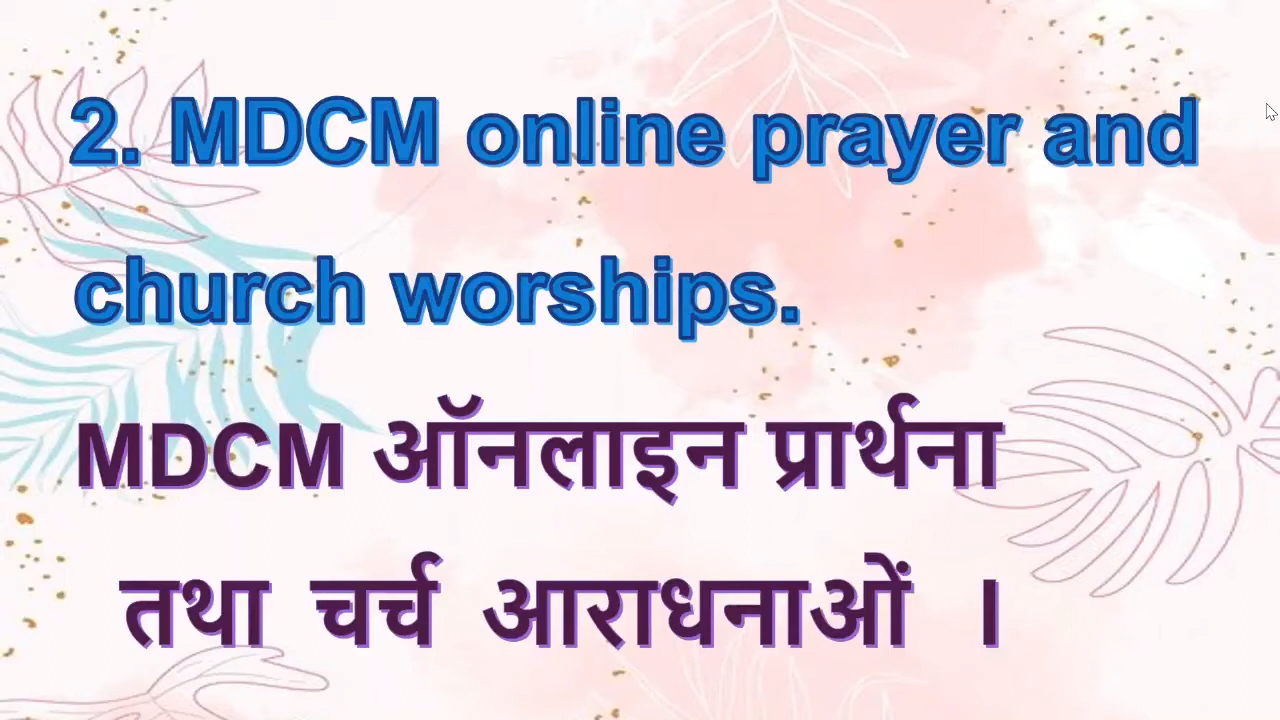 2. MDCM online prayer and
church worships.
MDCM ऑनलाइन प्रार्थना
तथा चर्च आराधनाओं ।